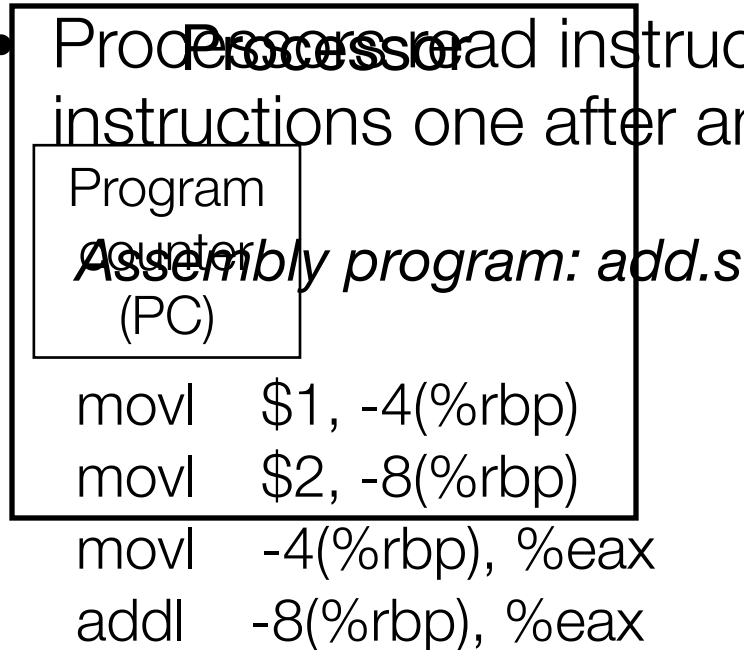 • Processors read instruc
Processor
instructions one after ar
Program
counter
(PC)
Assembly program: add.s
movl $1, -4(%rbp)
movl $2, -8(%rbp)
movl -4(%rbp), %eax
addl -8(%rbp), %eax